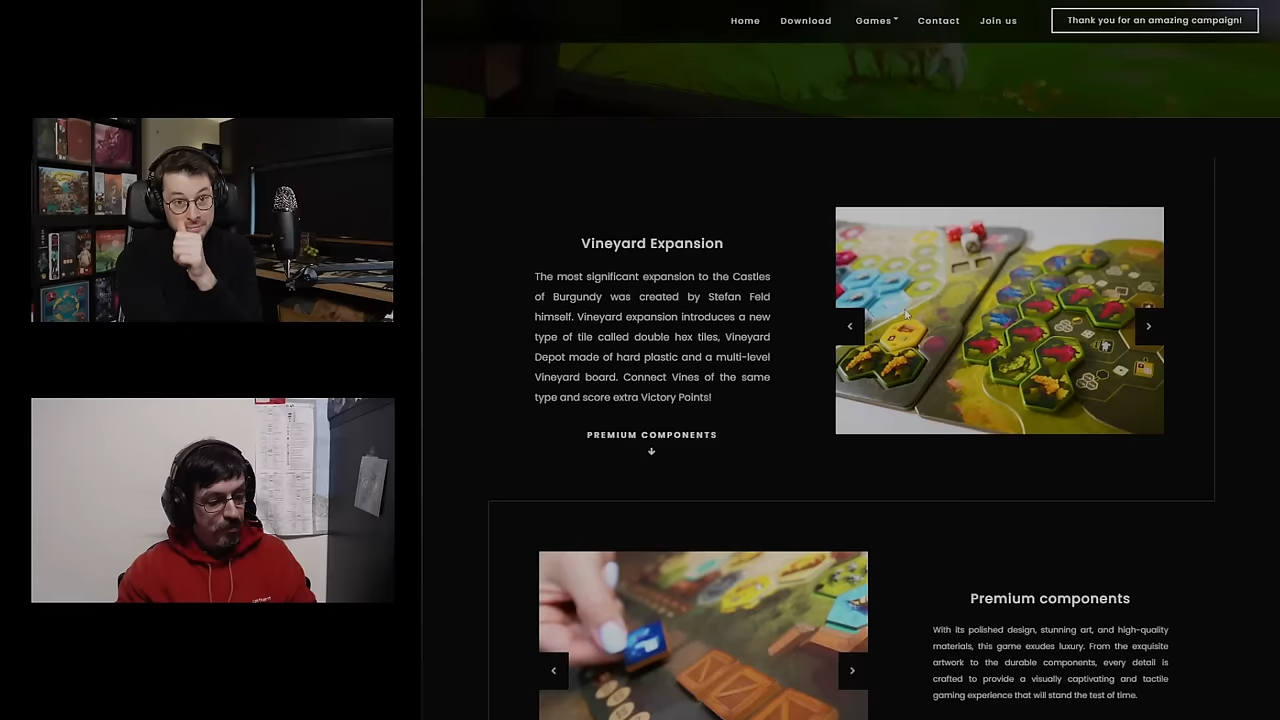 Home Download Games Contact Join us Thank you for an amazing campaign!
Vineyard Expansion
The most significant expansion to the Castles
of Burgundy was created by Stefan Feld
himself. Vineyard expansion introduces a new
type of tile called double hex tiles, Vineyard
Depot made of hard plastic and a multi-level
Vineyard board. Connect Vines of the same
type and score extra Victory Points!
PREMIUM COMPONENTS
Premium components
With its polished design, stunning art, and high-quality
materials, this game exudes luxury. From the exquisite
artwork to the durable components, every detail is
crafted to provide a visually captivating and tactile
gaming experience that will stand the test of time.